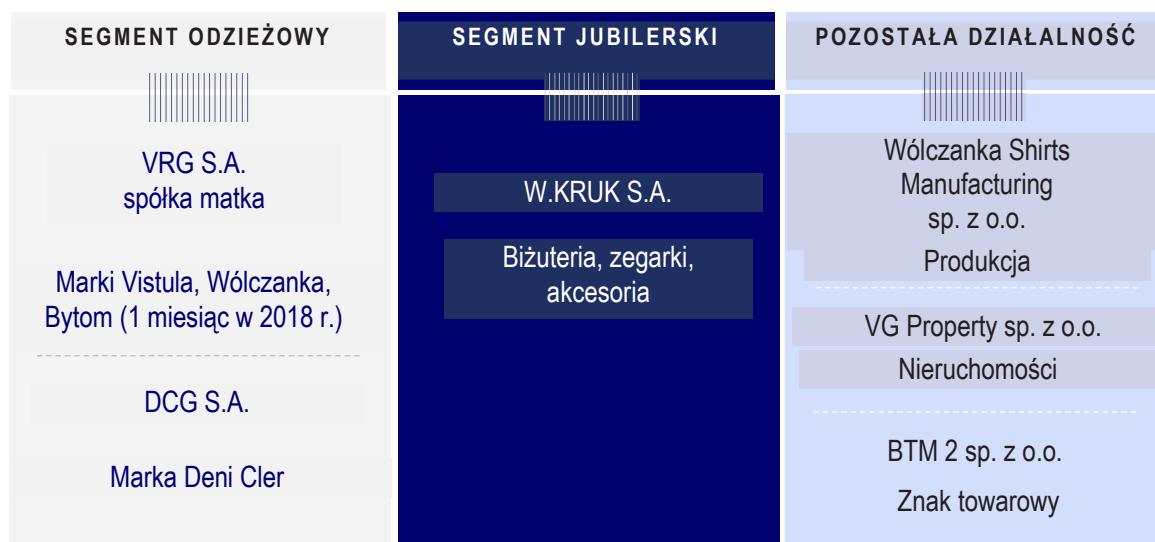 SEGMENT ODZIEŻOWY
VRG S.A.
spółka matka
Marki Vistula, Wólczanka,
Bytom (1 miesiąc w 2018 r.)
DCG S.A.
Marka Deni Cler
SEGMENT JUBILERSKI
W.KRUK S.A.
Biżuteria, zegarki,
akcesoria
POZOSTAŁA DZIAŁALNOŚĆ
Wólczanka Shirts
Manufacturing
sp. z o.o.
Produkcja
VG Property sp. z o.o.
Nieruchomości
BTM 2 sp. z o.o.
Znak towarowy